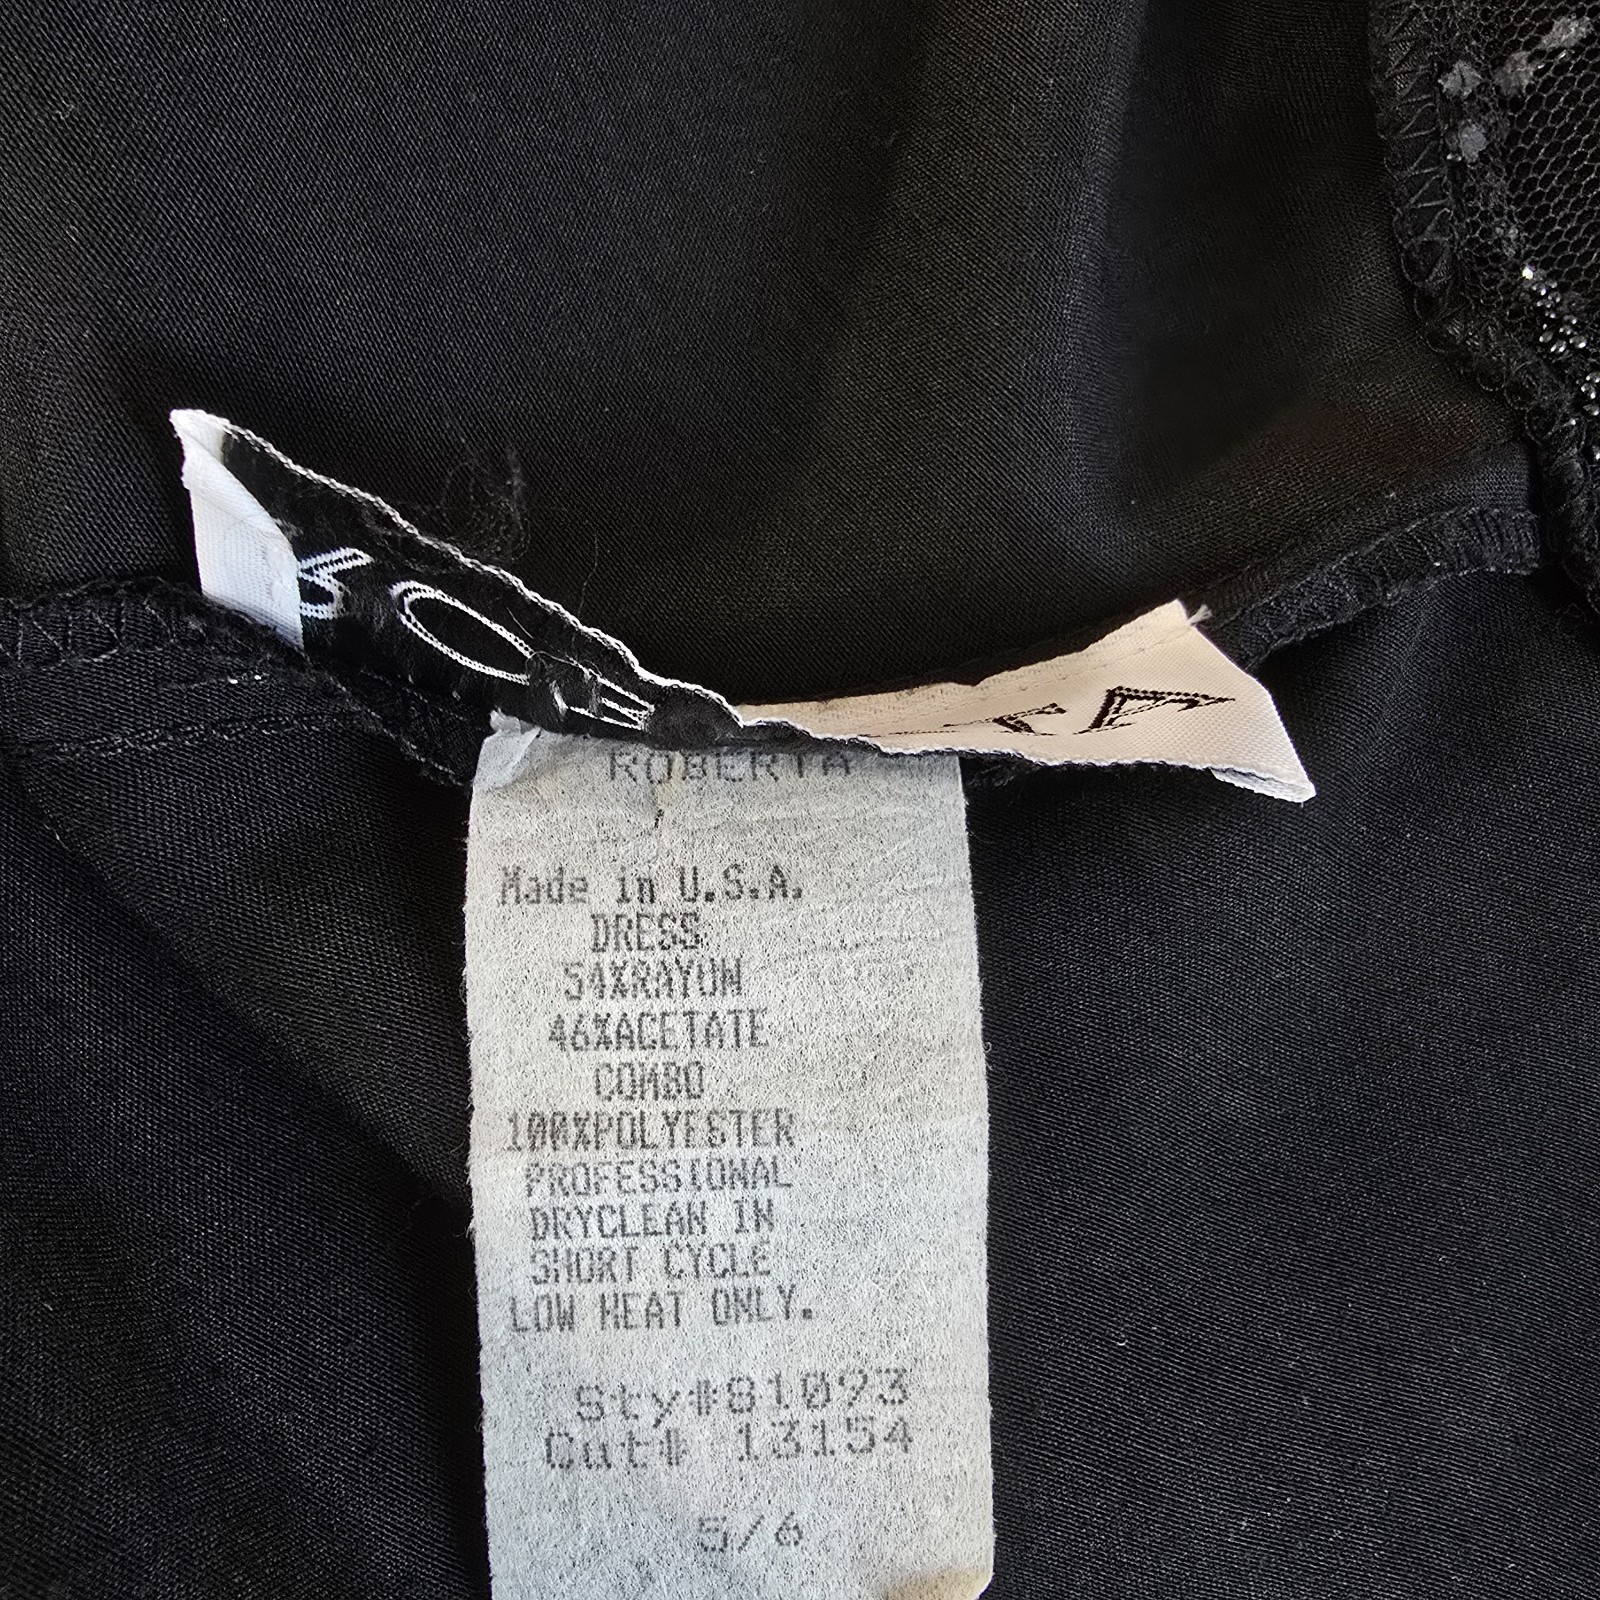 ROBERTA
Made in U.S.A.
DRESS
54%RAYON
46%ACETATE
COMBO
100%POLYESTER
PROFESSIONAL
DRYCLEAN IN
SHORT CYCLE
LOW HEAT ONLY.
Sty#81093
Cut# 13154
5/6